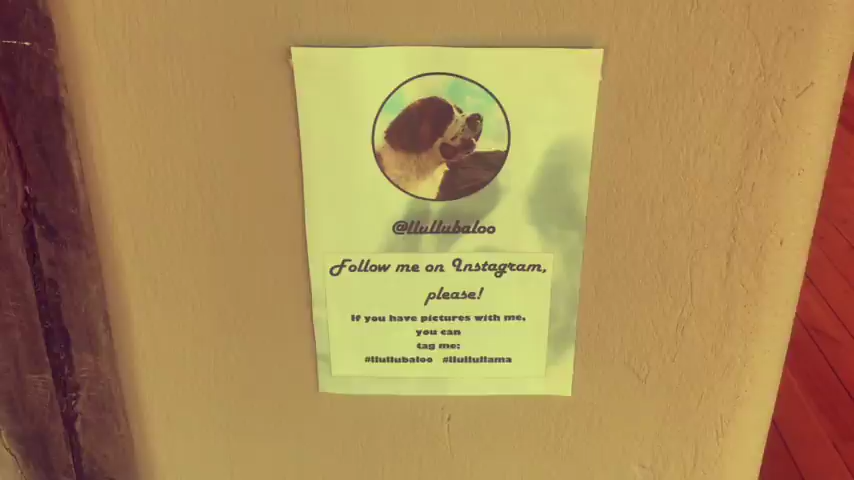 @llullubaloo
Follow me on Instagram,
please!
If you have pictures with me,
you can
tag me:
#llullubaloo #llullullama